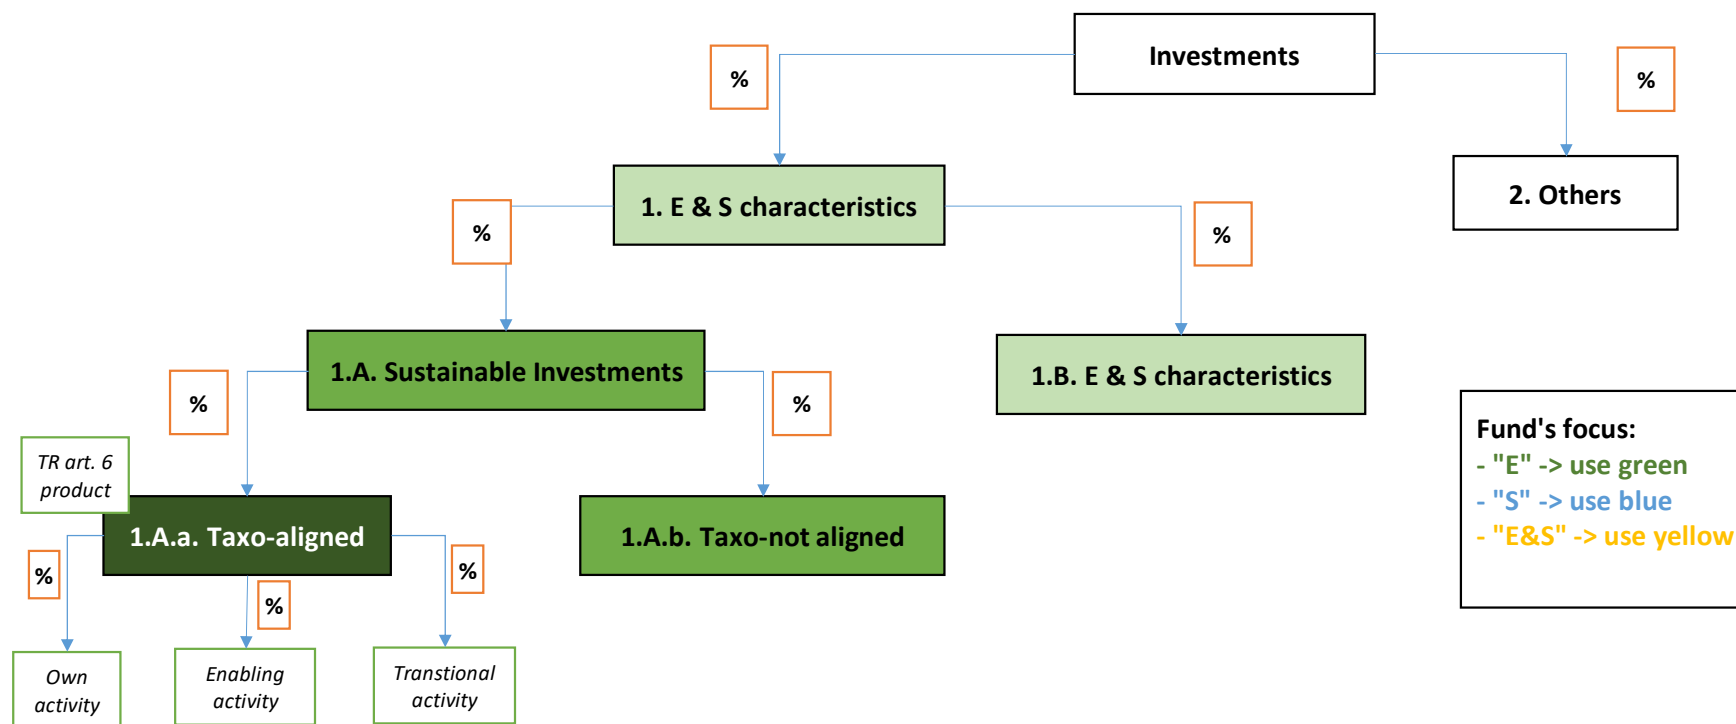 Investments
%
%
1. E & S characteristics
2. Others
%
%
1.A. Sustainable Investments
1.B. E & S characteristics
%
%
Fund's focus:
- "E" -> use green
- "S" -> use blue
- "E&S" -> use yellow
TR art. 6
product
1.A.a. Taxo-aligned
1.A.b. Taxo-not aligned
%
%
%
Own
activity
Enabling
activity
Transtional
activity